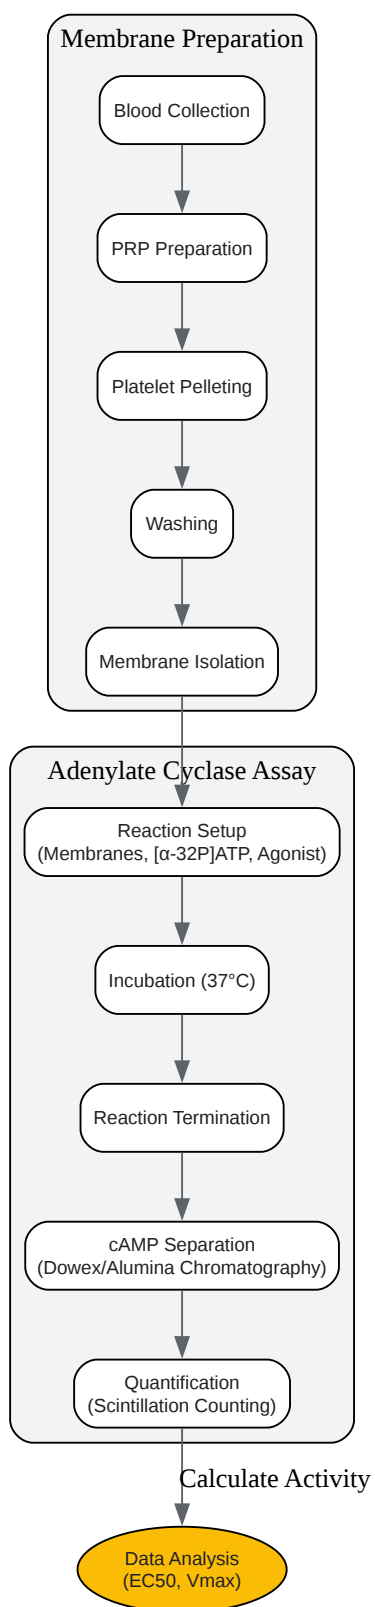 Membrane Preparation
Blood Collection
PRP Preparation
Platelet Pelleting
Washing
Membrane Isolation
Adenylate Cyclase Assay
Reaction Setup
(Membranes, [α-32P]ATP, Agonist)
Incubation (37°C)
Reaction Termination
cAMP Separation
(Dowex/Alumina Chromatography)
Quantification
(Scintillation Counting)
Calculate Activity
Data Analysis
(EC50, Vmax)